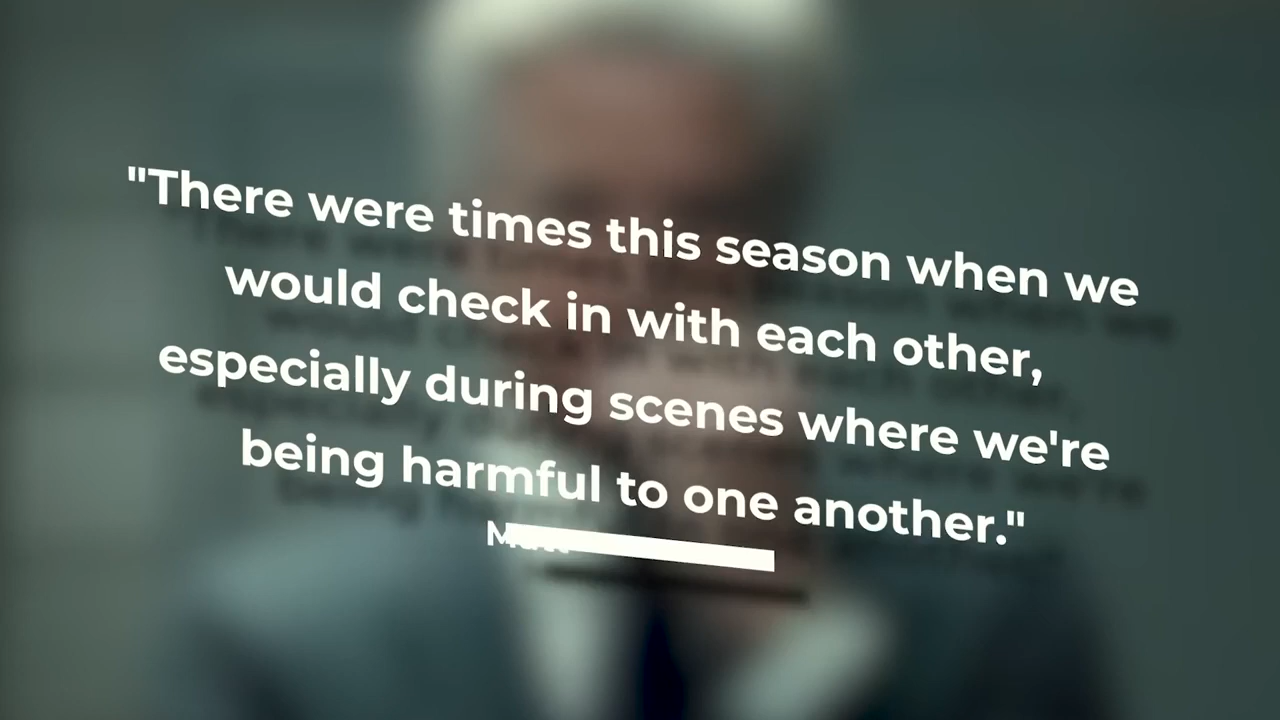 "There were times this season when we
would check in with each other,
especially during scenes where we're
being harmful to one another."